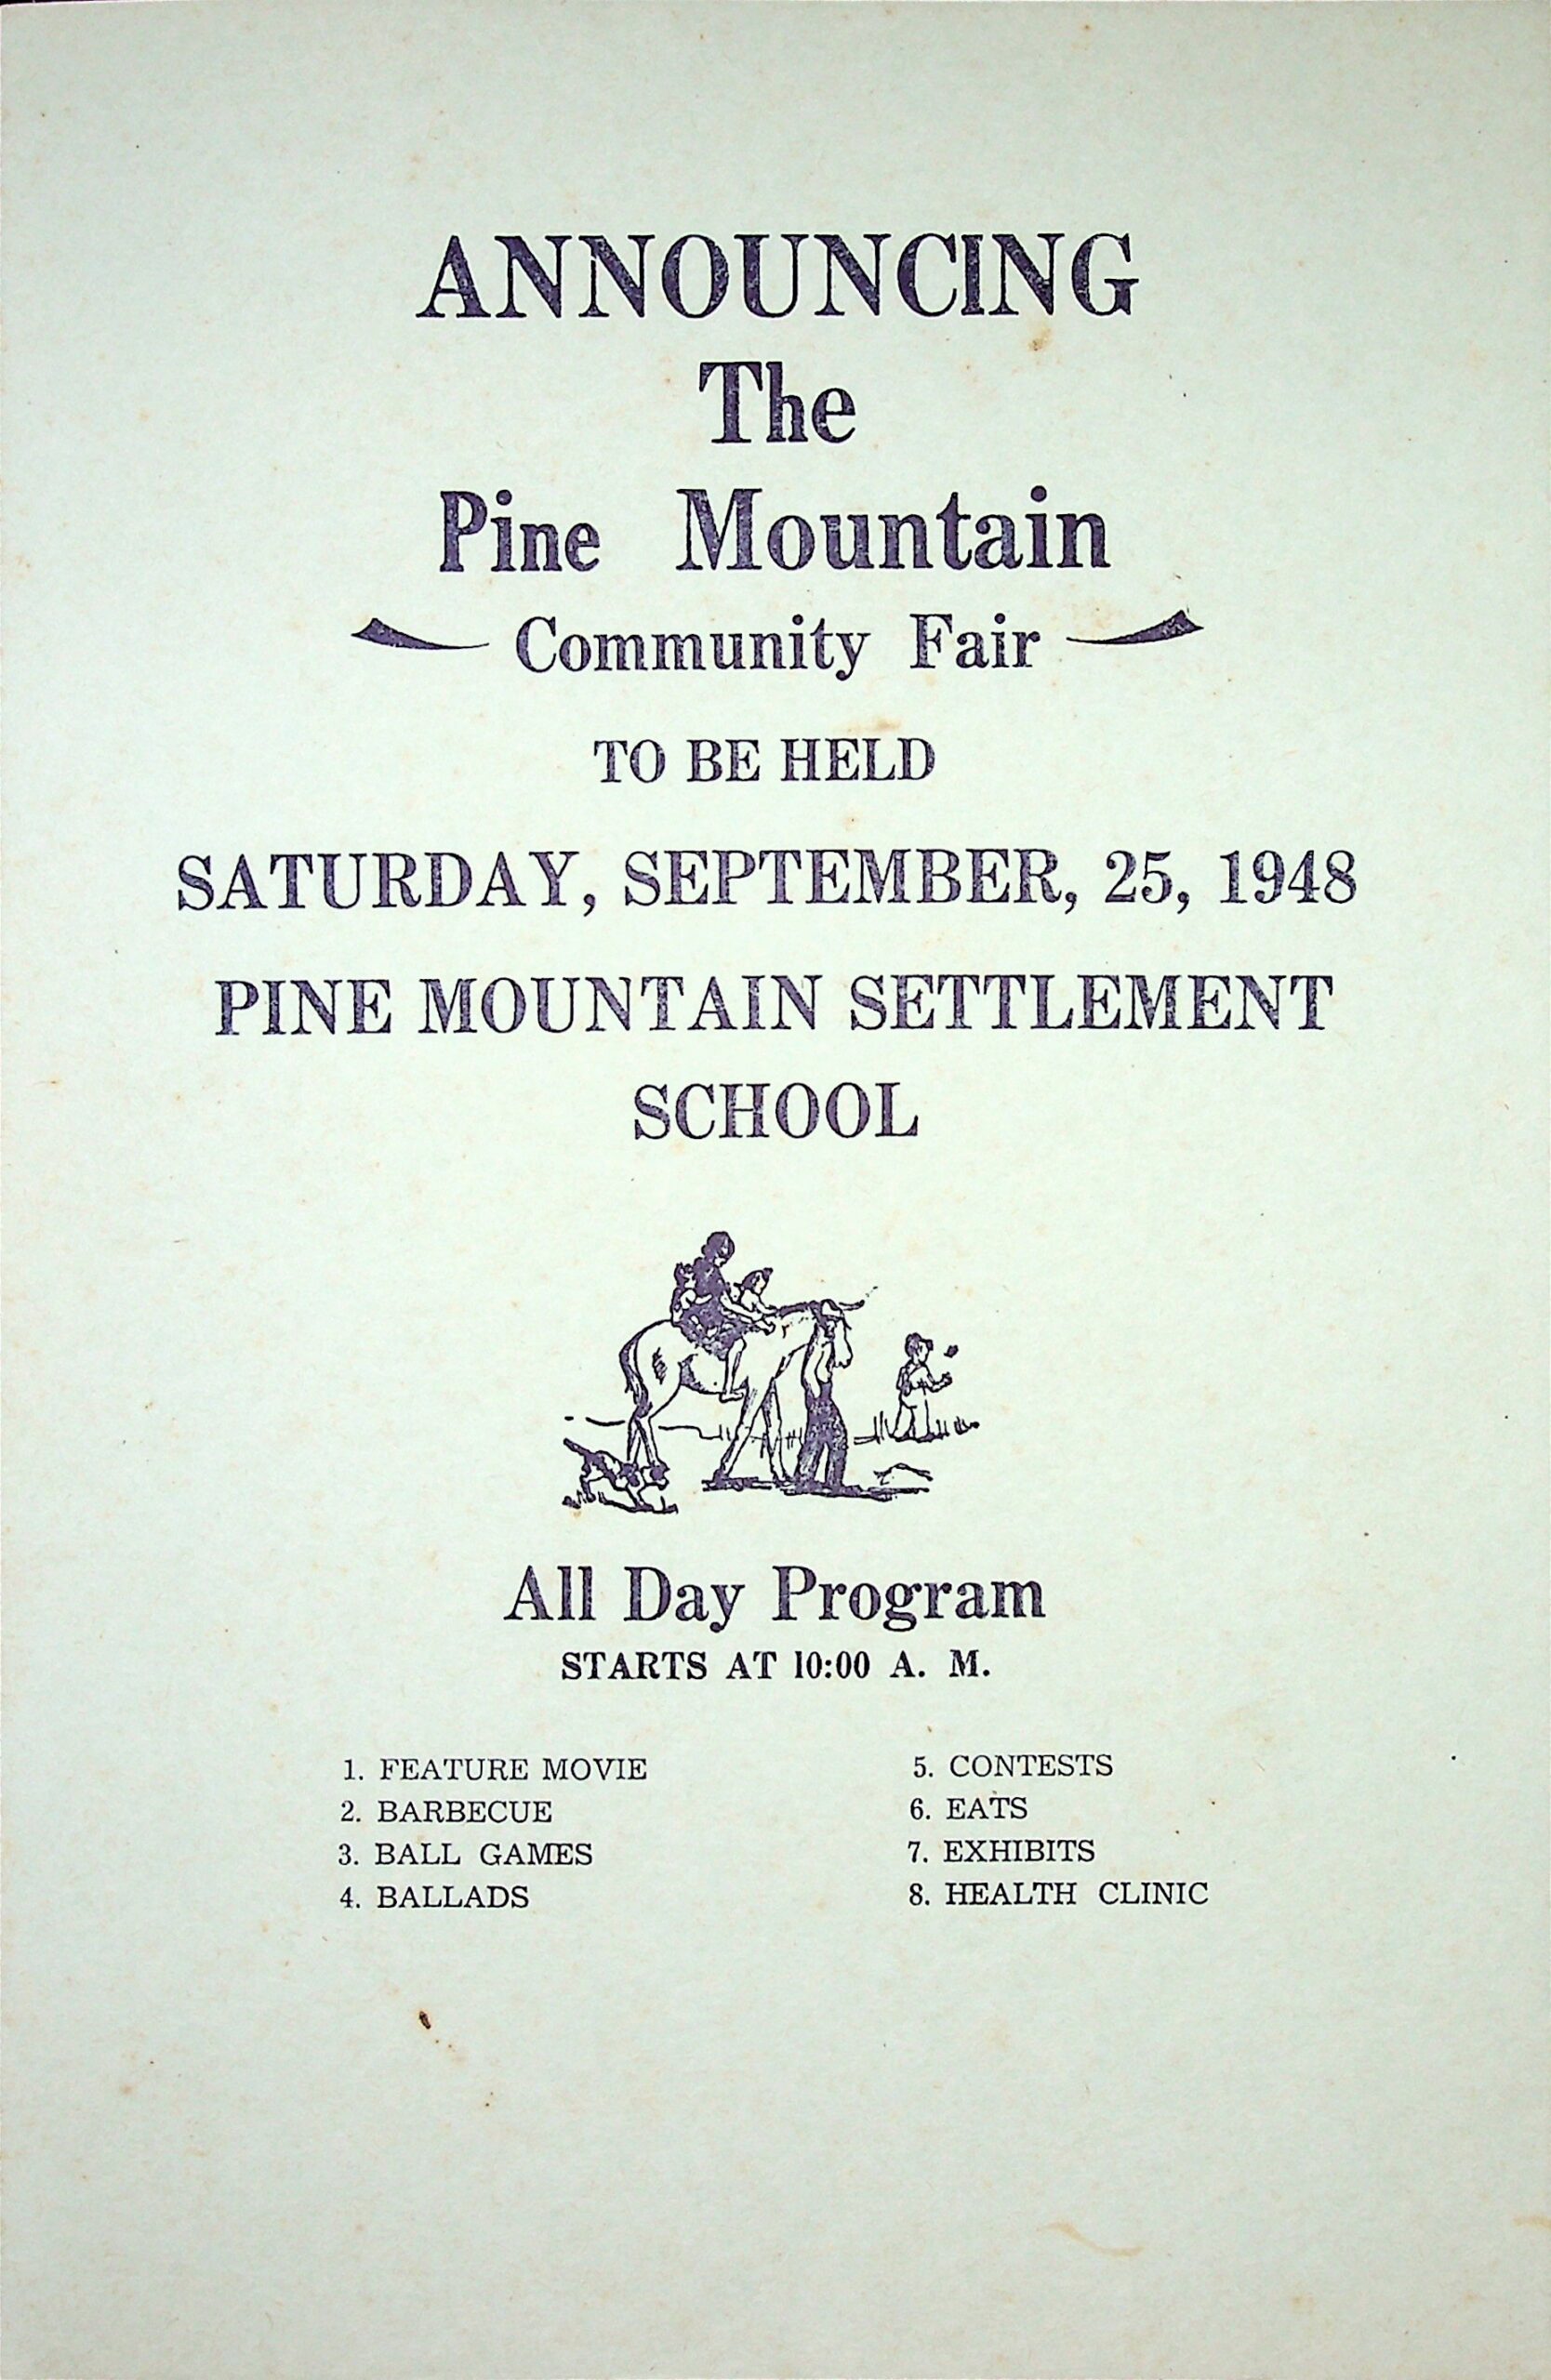 ANNOUNCING
The
Pine Mountain
Community Fair
TO BE HELD
SATURDAY, SEPTEMBER, 25, 1948
PINE MOUNTAIN SETTLEMENT
SCHOOL
All Day Program
STARTS AT 10:00 A. M.
1. FEATURE MOVIE
2. BARBECUE
3. BALL GAMES
4. BALLADS
5. CONTESTS
6. EATS
7. EXHIBITS
8. HEALTH CLINIC